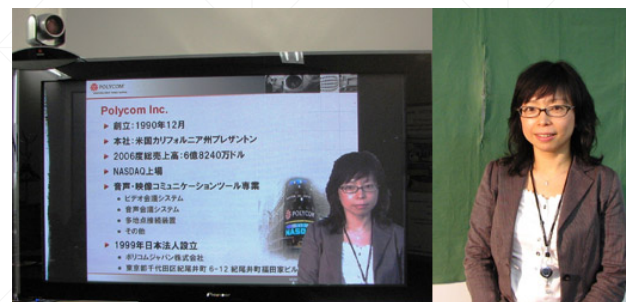 POLYCOM
Polycom Inc.
▶ 創立:1990年12月
▶ 本社:米国カリフォルニア州プレザントン
▶ 2006度総売上高:6億8240万ドル
▶ NASDAQ上場
▶ 音声・映像コミュニケーションツール専業
▪ ビデオ会議システム
▪ 音声会議システム
▪ 多地点接続装置
▪ その他
▶ 1999年日本法人設立
▪ ポリコムジャパン株式会社
▪ 東京都千代田区紀尾井町 6-12 紀尾井町福田家ビル
POLYCOM
NASD
Pioneer